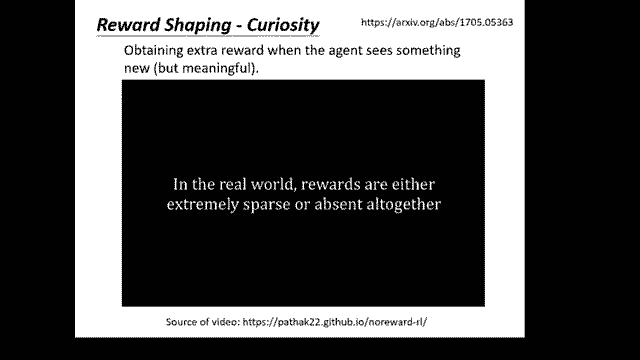 Reward Shaping - Curiosity
https://arxiv.org/abs/1705.05363
Obtaining extra reward when the agent sees something
new (but meaningful).
In the real world, rewards are either
extremely sparse or absent altogether
Source of video: https://pathak22.github.io/noreward-rl/